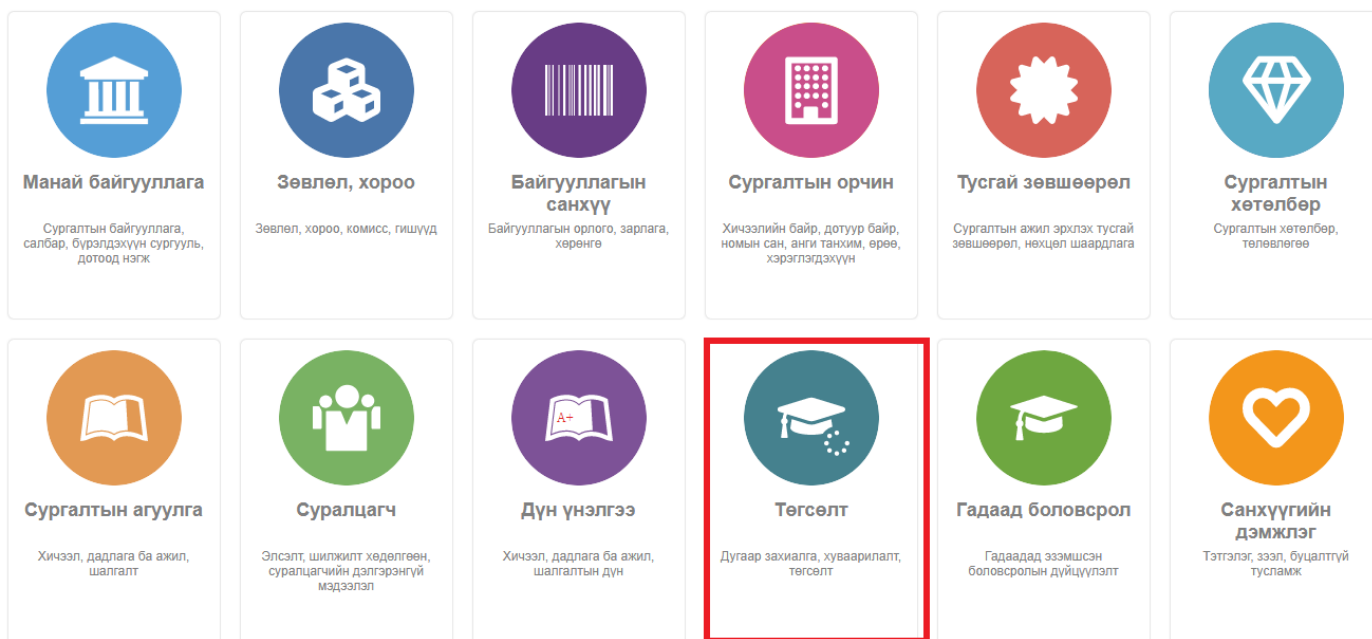 Манай байгууллага
Сургалтын байгууллага,
салбар, бүрэлдэхүүн сургууль,
дотоод нэгж
Зөвлөл, хороо
Зөвлөл, хороо, комисс, гишүүд
Байгууллагын
санхүү
Байгууллагын орлого, зарлага,
хөрөнгө
Сургалтын орчин
Хичээлийн байр, дотуур байр,
номын сан, анги танхим, өрөө,
хэрэглэгдэхүүн
Тусгай зөвшөөрөл
Сургалтын ажил эрхлэх тусгай
зөвшөөрөл, нөхцөл шаардлага
Сургалтын
хөтөлбөр
Сургалтын хөтөлбөр,
төлөвлөгөө
Сургалтын агуулга
Хичээл, дадлага ба ажил,
шалгалт
Суралцагч
Элсэлт, шилжилт хөдөлгөөн,
суралцагчийн дэлгэрэнгүй
мэдээлэл
A+
Дүн үнэлгээ
Хичээл, дадлага ба ажил,
шалгалтын дүн
Төгсөлт
Дугаар захиалга, хуваарилалт,
төгсөлт
Гадаад боловсрол
Гадаадад эзэмшсэн
боловсролын дүйцүүлэлт
Санхүүгийн
дэмжлэг
Тэтгэлэг, зээл, буцалтгүй
тусламж